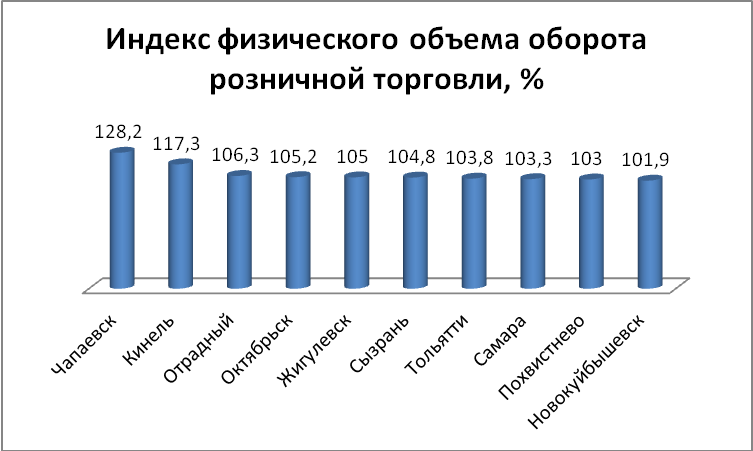 Индекс физического объема оборота
розничной торговли, %
128,2
117,3
106,3
105,2
105
104,8
103,8
103,3
103
101,9
Чапаевск
Кинель
Отрадный
Октябрьск
Жигулевск
Сызрань
Тольятти
Самара
Похвистнево
Новокуйбышевск